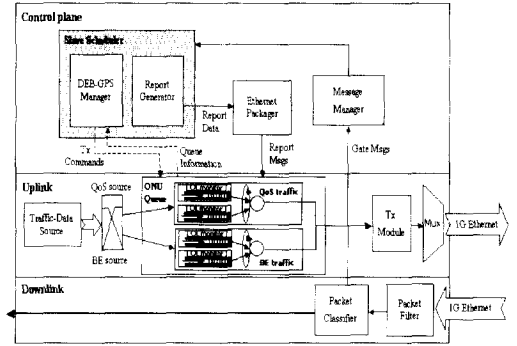 Control plane
Slave Scheduler
DEB-GPS
Manager
Report
Generator
Report
Data
Ethernet
Packager
Message
Manager
Tx
Commands
Queue
Information
Report
Msgs
Gate Msgs
Uplink
QoS source
ONU
Queue
QoS traffic
Traffic-Data
Source
BE source
BE traffic
Tx
Module
Mux
1G Ethernet
Downlink
Packet
Classifier
Packet
Filter
1G Ethernet